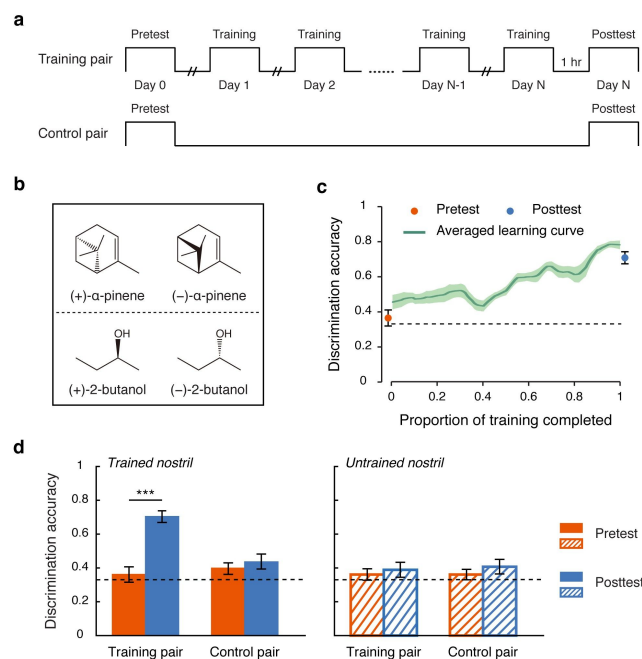 a
Pretest Training Training Training Training Posttest
Training pair
1 hr
Day 0 Day 1 Day 2 Day N-1 Day N Day N
Pretest Posttest
Control pair
b
(+)-α-pinene (−)-α-pinene
OH OH
(+)-2-butanol (−)-2-butanol
c
Discrimination accuracy
1
0.8
0.6
0.4
0.2
0
Pretest Posttest
Averaged learning curve
0 0.2 0.4 0.6 0.8 1
Proportion of training completed
d
Discrimination accuracy
1
0.8
0.6
0.4
0.2
0
Trained nostril
***
Training pair Control pair
Untrained nostril
Training pair Control pair
Pretest
Posttest